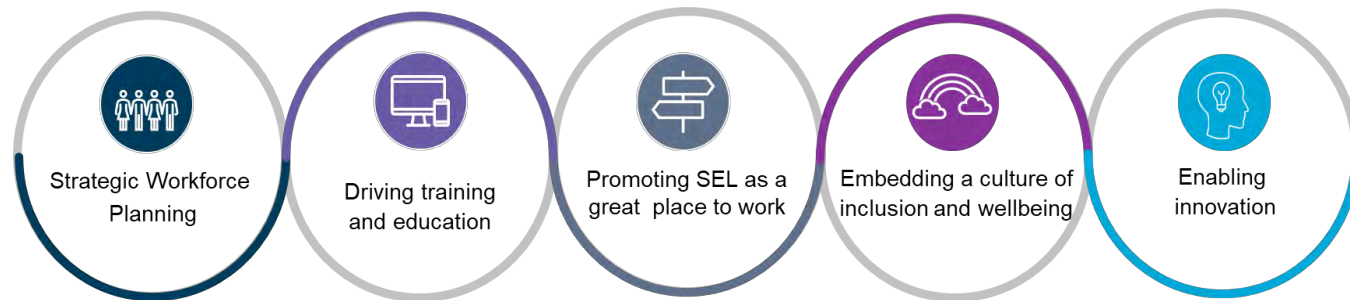 Strategic Workforce
Planning
Driving training
and education
Promoting SEL as a
great place to work
Embedding a culture of
inclusion and wellbeing
Enabling
innovation